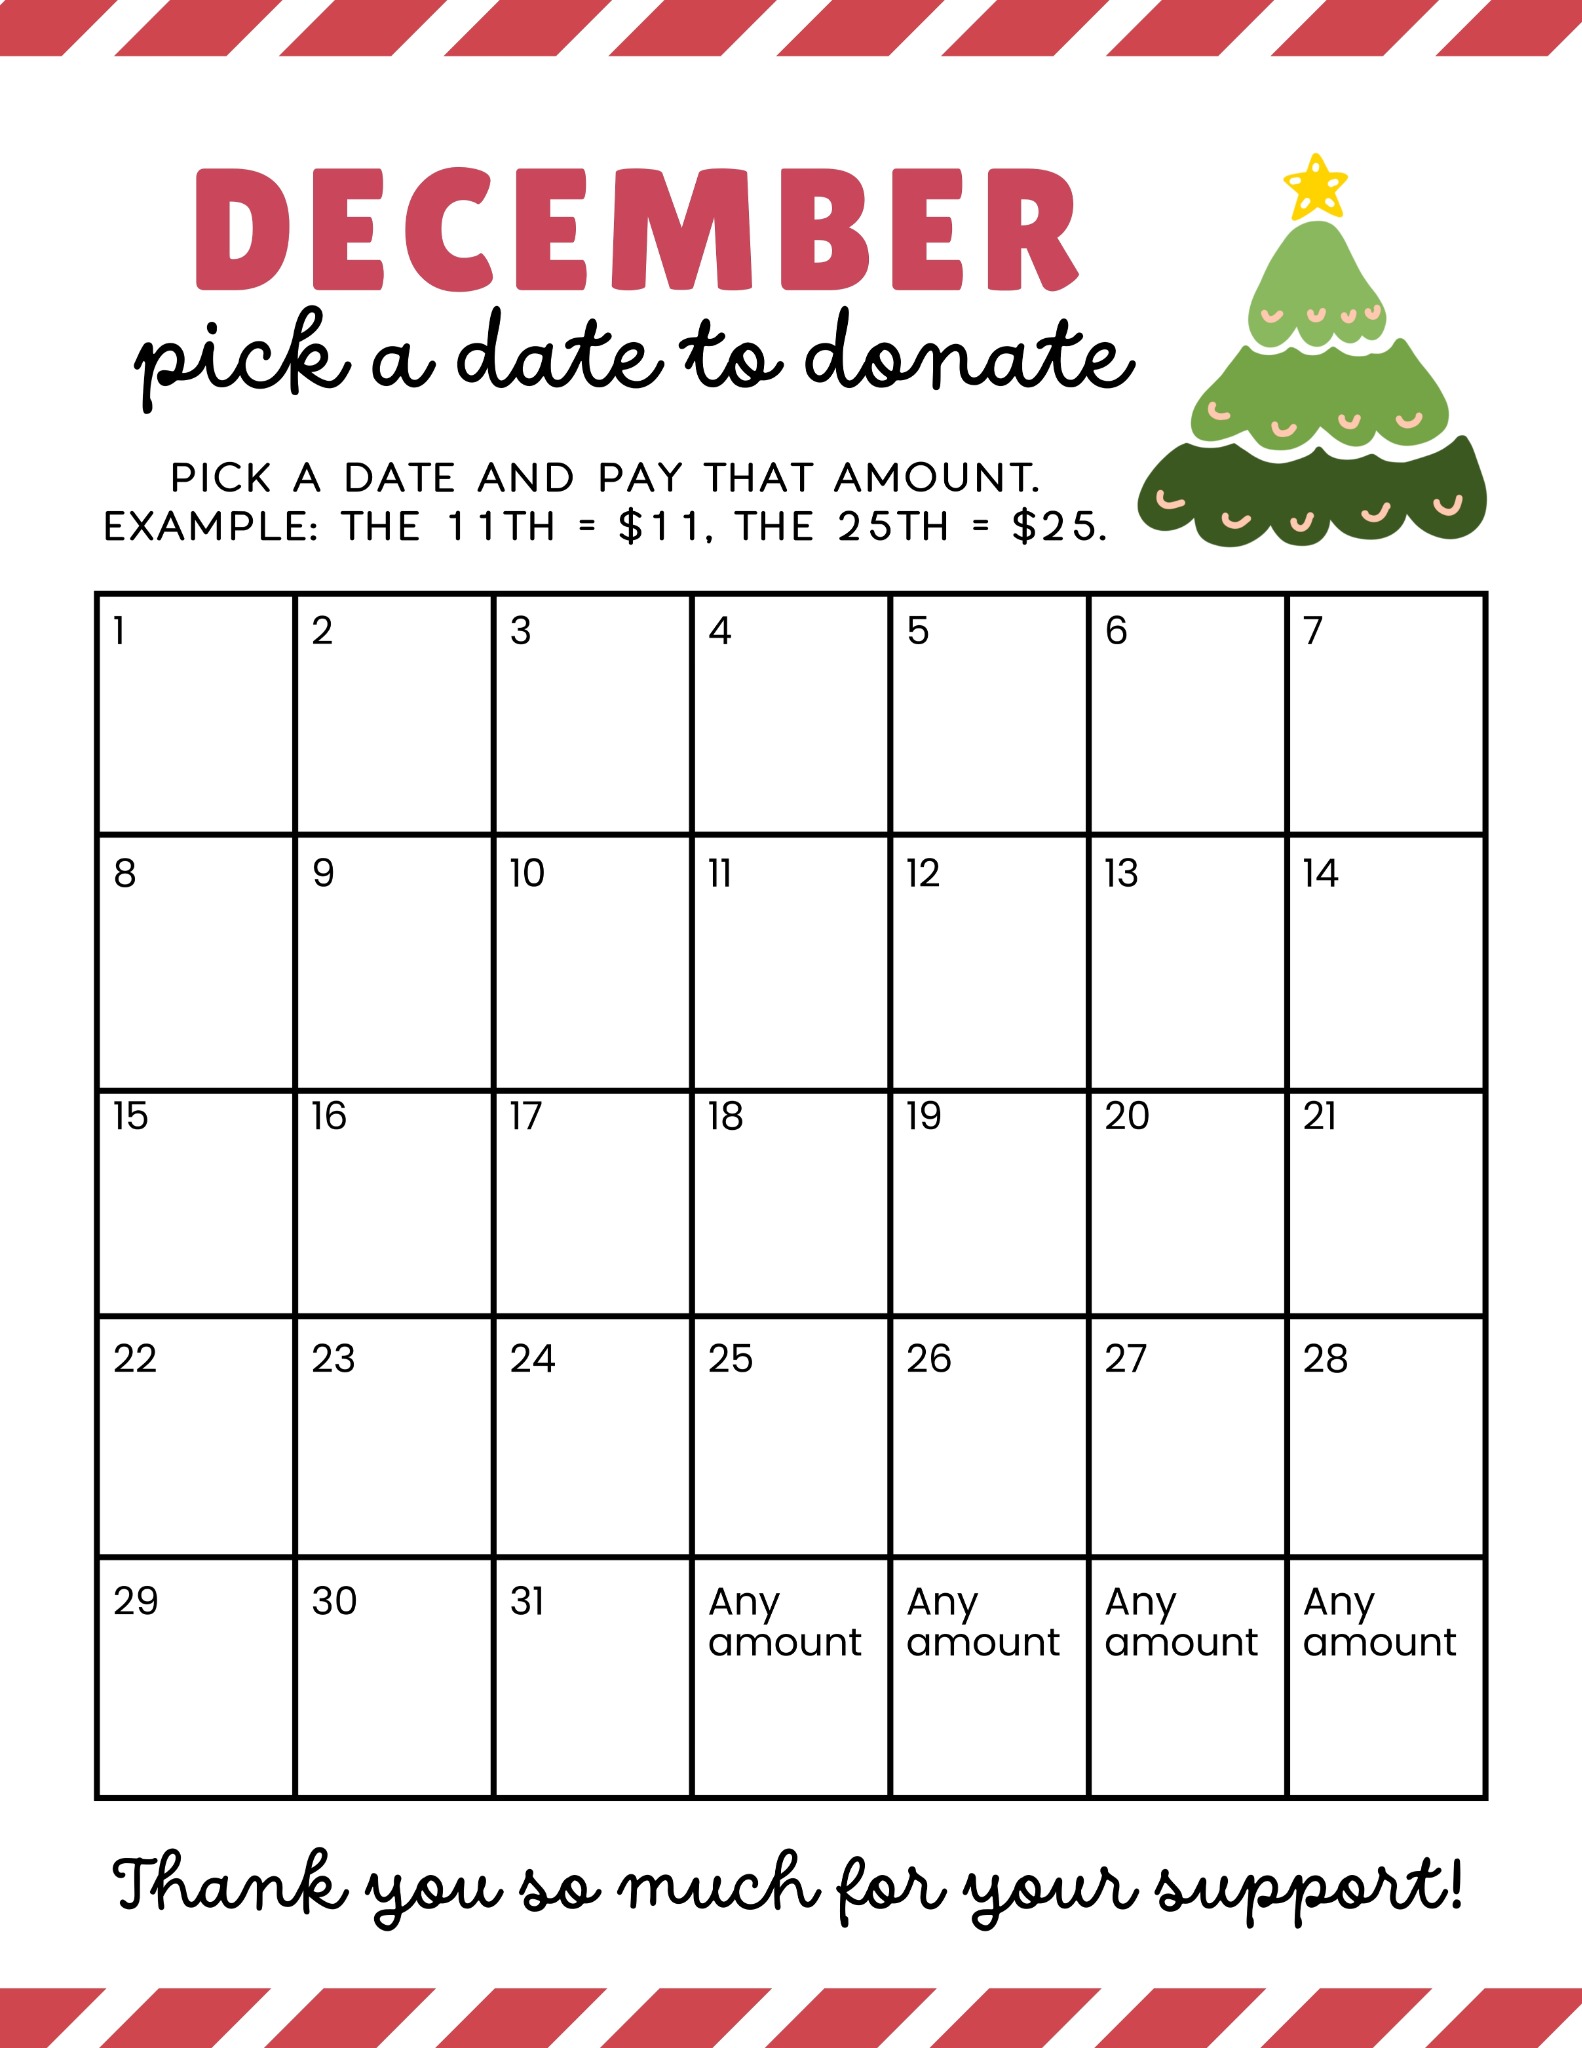 DECEMBER
pick a date to donate
PICK A DATE AND PAY THAT AMOUNT.
EXAMPLE: THE 11TH = $11, THE 25TH = $25.
1 2 3 4 5 6 7
8 9 10 11 12 13 14
15 16 17 18 19 20 21
22 23 24 25 26 27 28
29 30 31 Any amount Any amount Any amount Any amount
Thank you so much for your support!